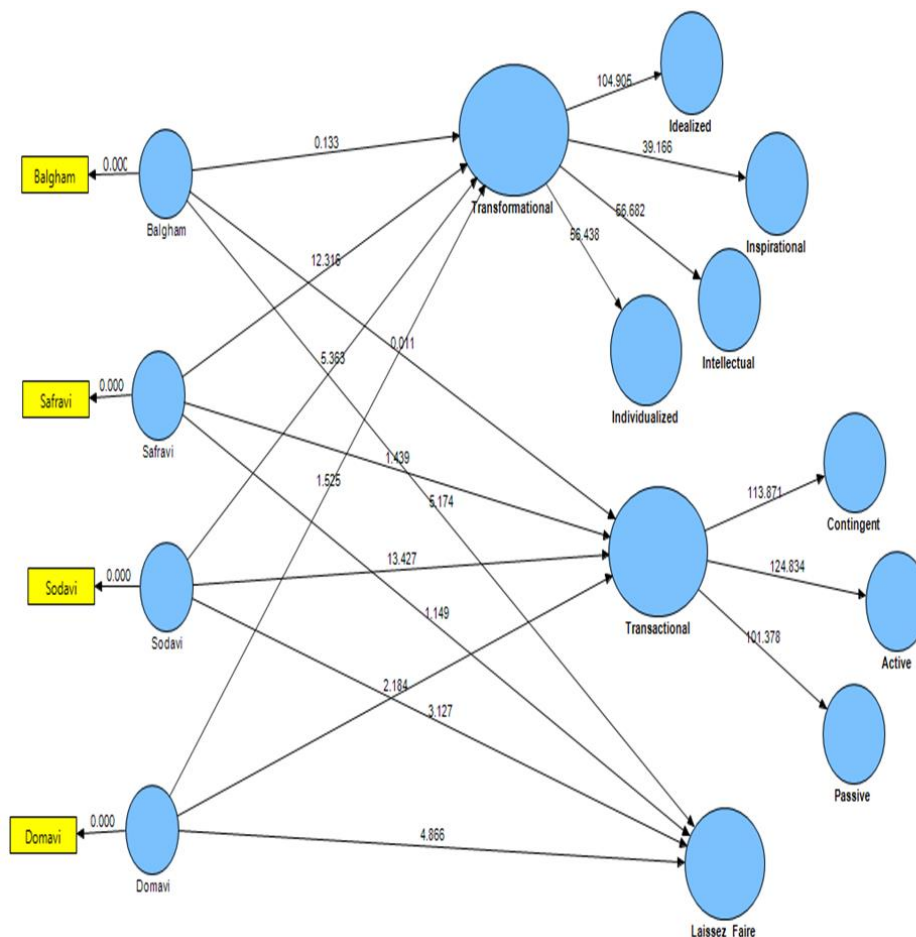 104.905
Idealized
0.133
39.166
0.000
Balgham
Balgham
Transformational
56.682
56.438
Inspirational
12.316
Intellectual
0.011
5.363
Individualized
0.000
Safravi
Safravi
1.439
1.525
5.174
113.871
Contingent
13.427
124.834
0.000
Sodavi
Sodavi
1.149
Transactional
101.378
Active
2.184
3.127
Passive
0.000
Domavi
4.866
Domavi
Laissez_Faire